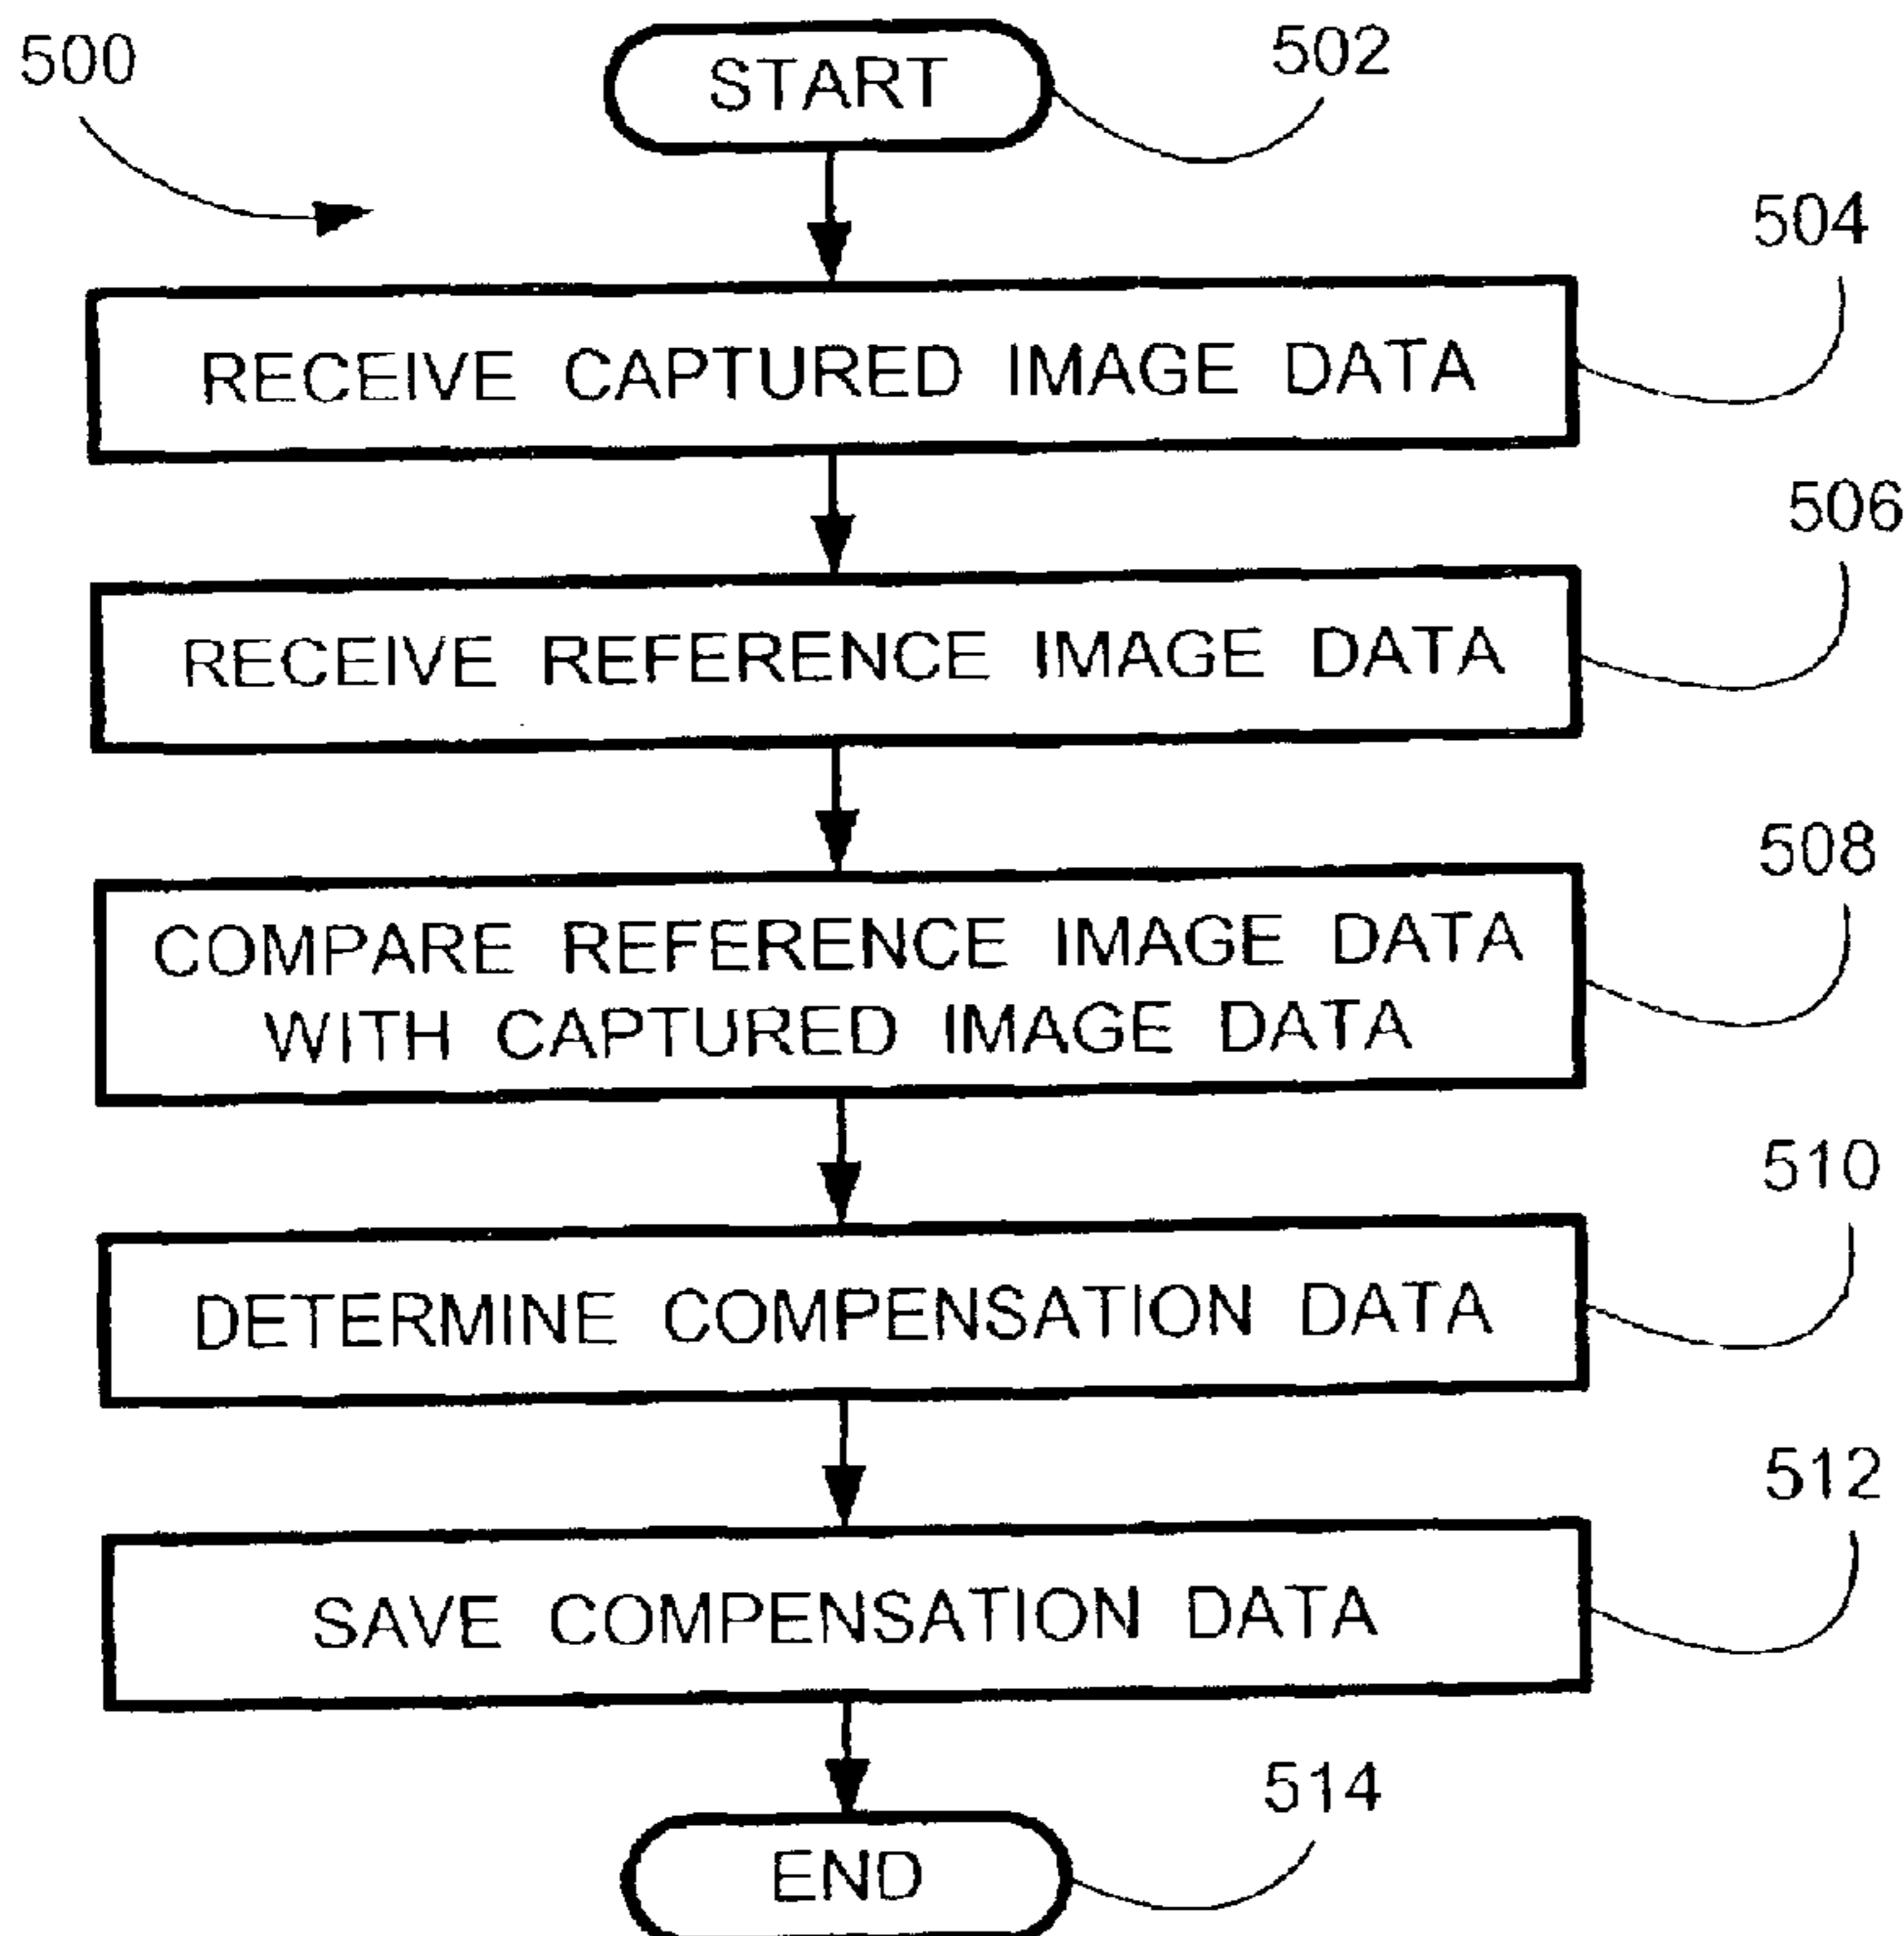 500
START
502
504
RECEIVE CAPTURED IMAGE DATA
506
RECEIVE REFERENCE IMAGE DATA
508
COMPARE REFERENCE IMAGE DATA
WITH CAPTURED IMAGE DATA
510
DETERMINE COMPENSATION DATA
512
SAVE COMPENSATION DATA
514
END